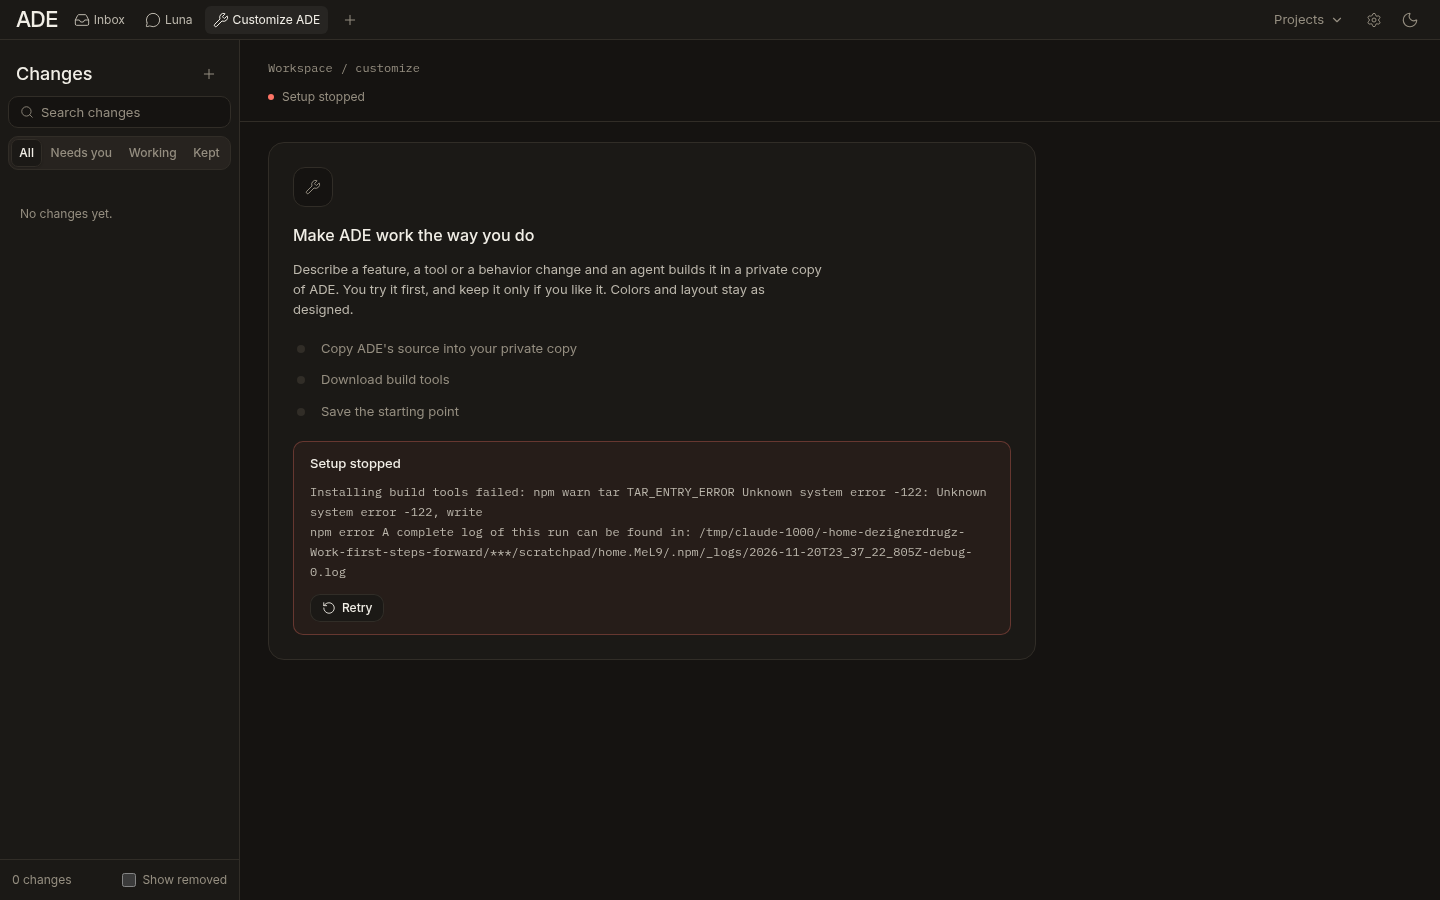 ADE Inbox Luna Customize ADE Projects
Changes
Search changes
All Needs you Working Kept
No changes yet.
0 changes Show removed
Workspace / customize
Setup stopped
Make ADE work the way you do
Describe a feature, a tool or a behavior change and an agent builds it in a private copy
of ADE. You try it first, and keep it only if you like it. Colors and layout stay as
designed.
Copy ADE's source into your private copy
Download build tools
Save the starting point
Setup stopped
Installing build tools failed: npm warn tar TAR_ENTRY_ERROR Unknown system error -122: Unknown
system error -122, write
npm error A complete log of this run can be found in: /tmp/claude-1000/-home-dezignerdrugz-
Work-first-steps-forward/***/scratchpad/home.MeL9/.npm/_logs/2026-11-20T23_37_22_805Z-debug-
0.log
Retry